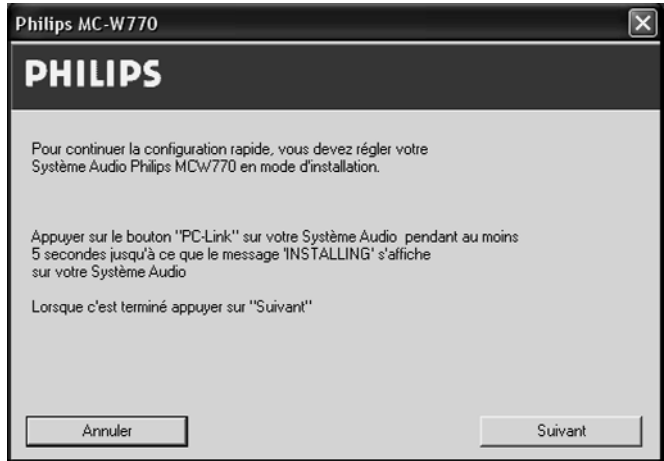 Philips MC-W770
PHILIPS
Pour continuer la configuration rapide, vous devez régler votre
Système Audio Philips MCW770 en mode d'installation.
Appuyer sur le bouton "PC-Link" sur votre Système Audio pendant au moins
5 secondes jusqu'à ce que le message 'INSTALLING' s'affiche
sur votre Système Audio
Lorsque c'est terminé appuyer sur "Suivant"
Annuler
Suivant